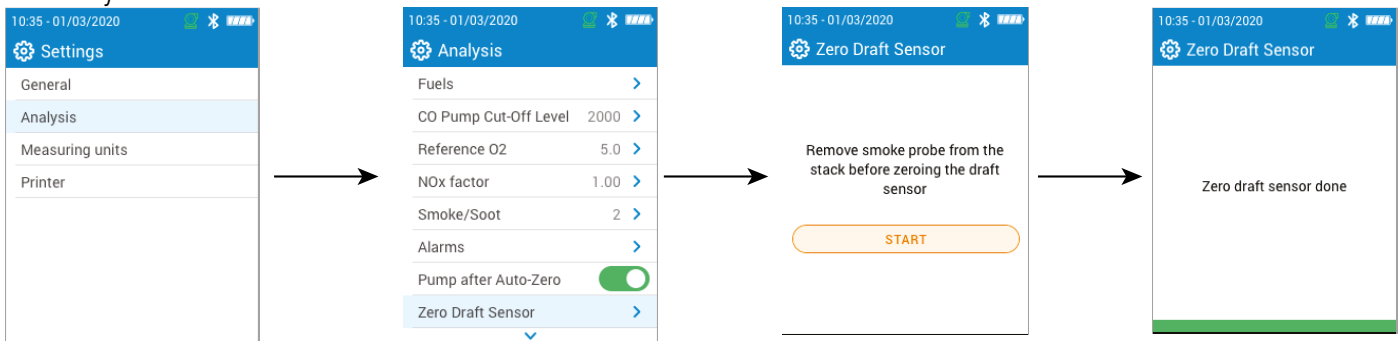 10:35 - 01/03/2020
Settings
General
Analysis
Measuring units
Printer
10:35 - 01/03/2020
Analysis
Fuels
CO Pump Cut-Off Level 2000
Reference O2 5.0
NOx factor 1.00
Smoke/Soot 2
Alarms
Pump after Auto-Zero
Zero Draft Sensor
10:35 - 01/03/2020
Zero Draft Sensor
Remove smoke probe from the
stack before zeroing the draft
sensor
START
10:35 - 01/03/2020
Zero Draft Sensor
Zero draft sensor done